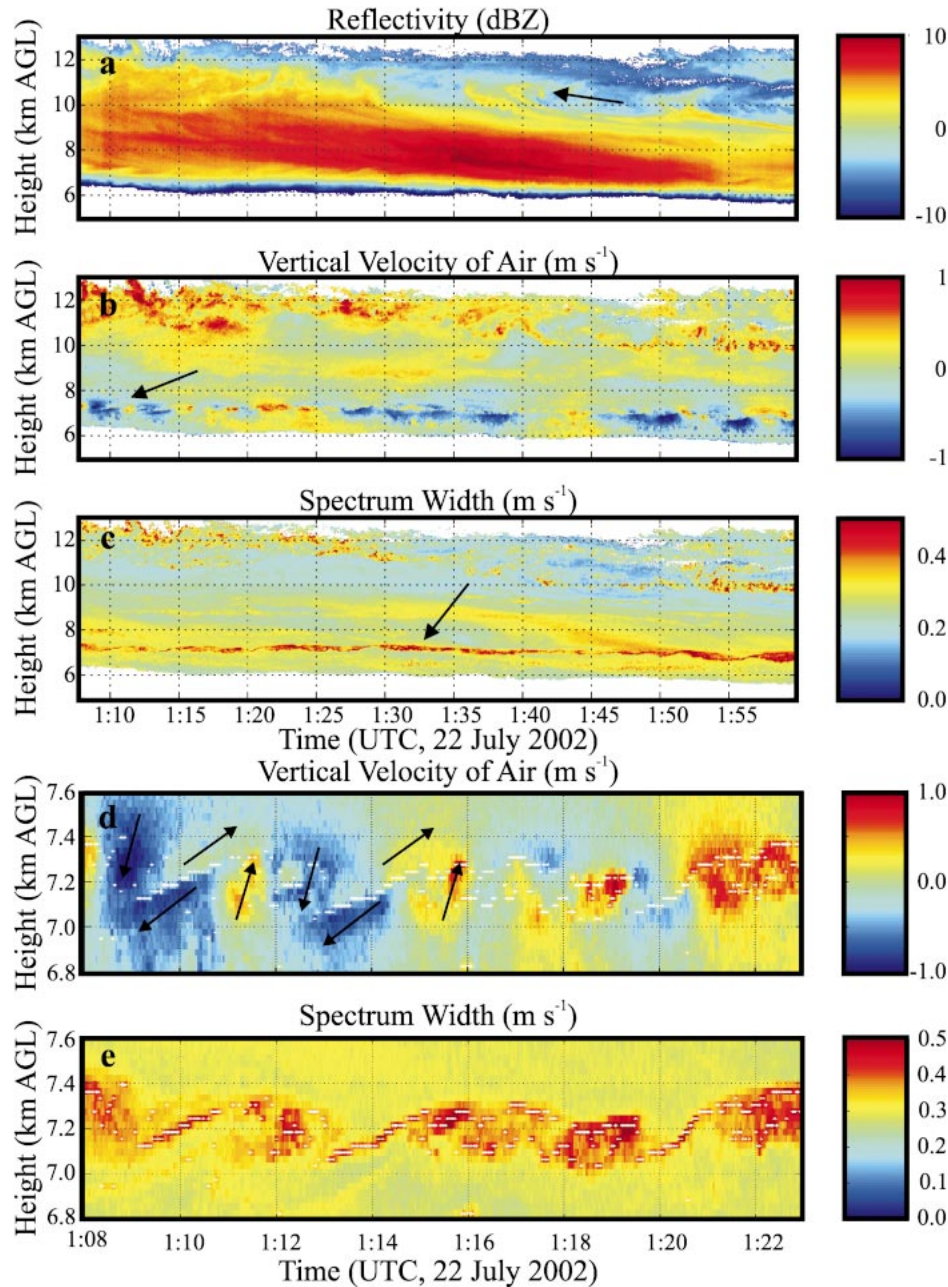 Reflectivity (dBZ)
Height (km AGL)
12
10
8
6
a
10
0
-10
Vertical Velocity of Air (m s-1)
Height (km AGL)
12
10
8
6
b
1
0
-1
Spectrum Width (m s-1)
Height (km AGL)
12
10
8
6
c
0.4
0.2
0.0
1:10 1:15 1:20 1:25 1:30 1:35 1:40 1:45 1:50 1:55
Time (UTC, 22 July 2002)
Vertical Velocity of Air (m s-1)
Height (km AGL)
7.6
7.4
7.2
7.0
6.8
d
1.0
0.5
0.0
-0.5
-1.0
Spectrum Width (m s-1)
Height (km AGL)
7.6
7.4
7.2
7.0
6.8
e
0.5
0.4
0.3
0.2
0.1
0.0
1:08 1:10 1:12 1:14 1:16 1:18 1:20 1:22
Time (UTC, 22 July 2002)